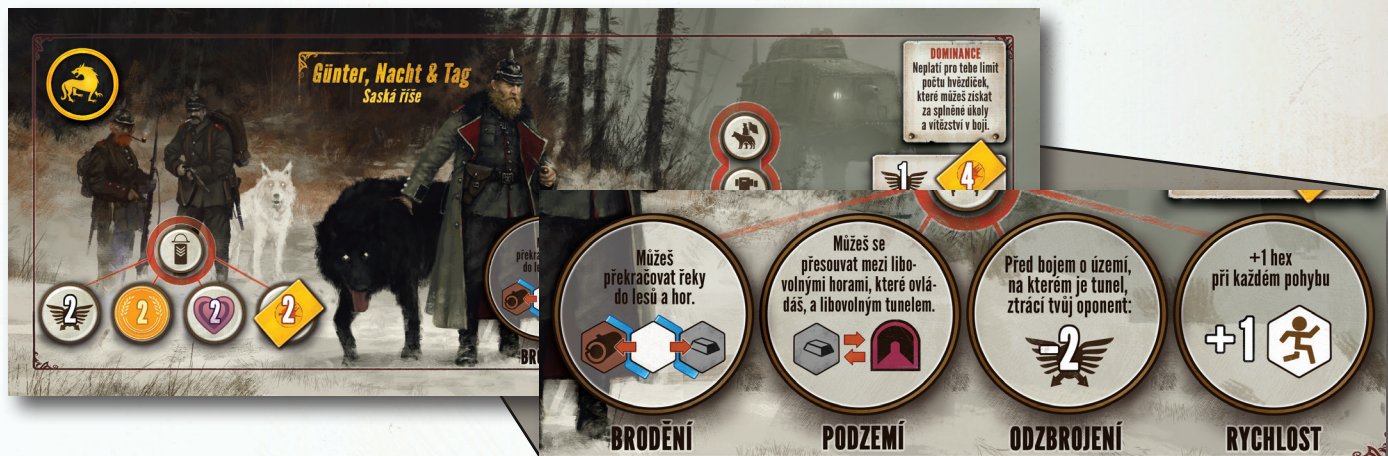 Günter, Nacht & Tag
Saská říše
DOMINANCE
Neplatí pro tebe limit
počtu hvězdiček,
které můžeš získat
za splněné úkoly
a vítězství v boji.
1
4
2
2
2
2
Můžeš
překračovat řeky
do lesů a hor.
BRODĚNÍ
Můžeš se
přesouvat mezi libo-
volnými horami, které ovlá-
dáš, a libovolným tunelem.
PODZEMÍ
Před bojem o území,
na kterém je tunel,
ztrácí tvůj oponent:
-2
ODZBROJENÍ
+1 hex
při každém pohybu
+1
RYCHLOST